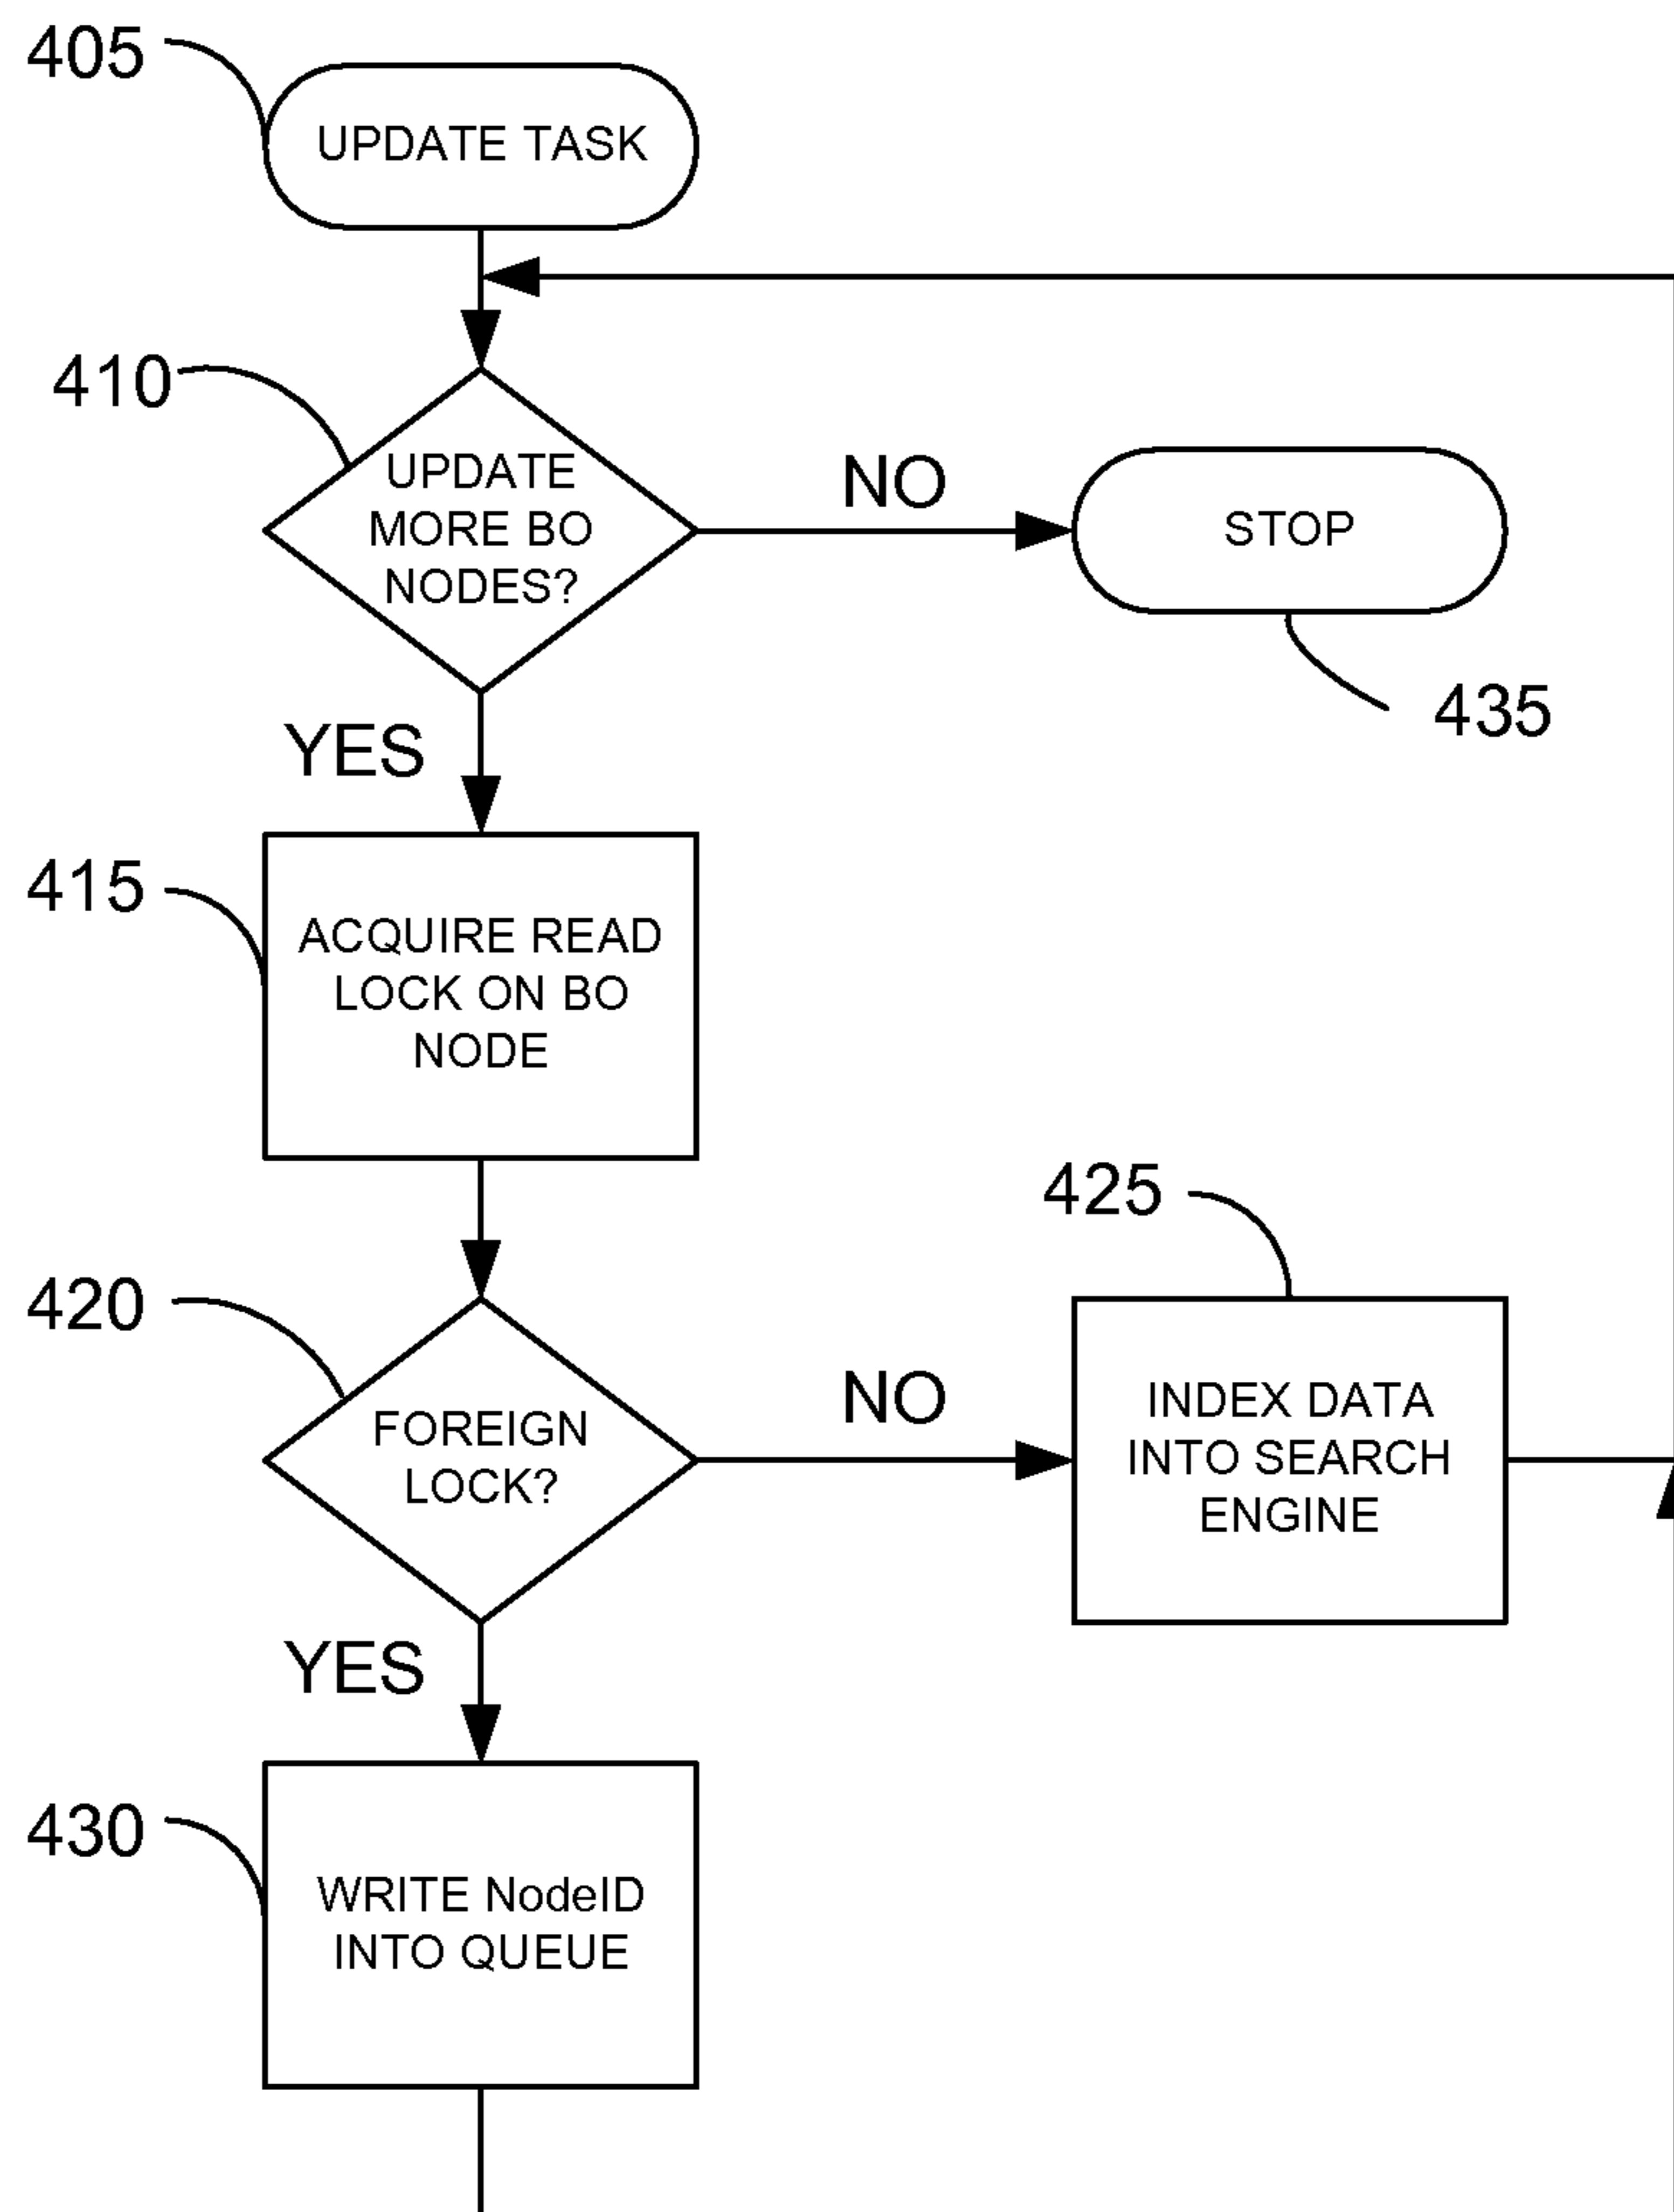 405
UPDATE TASK
410
UPDATE
MORE BO
NODES?
NO
STOP
435
YES
415
ACQUIRE READ
LOCK ON BO
NODE
425
420
FOREIGN
LOCK?
NO
INDEX DATA
INTO SEARCH
ENGINE
YES
430
WRITE NodeID
INTO QUEUE